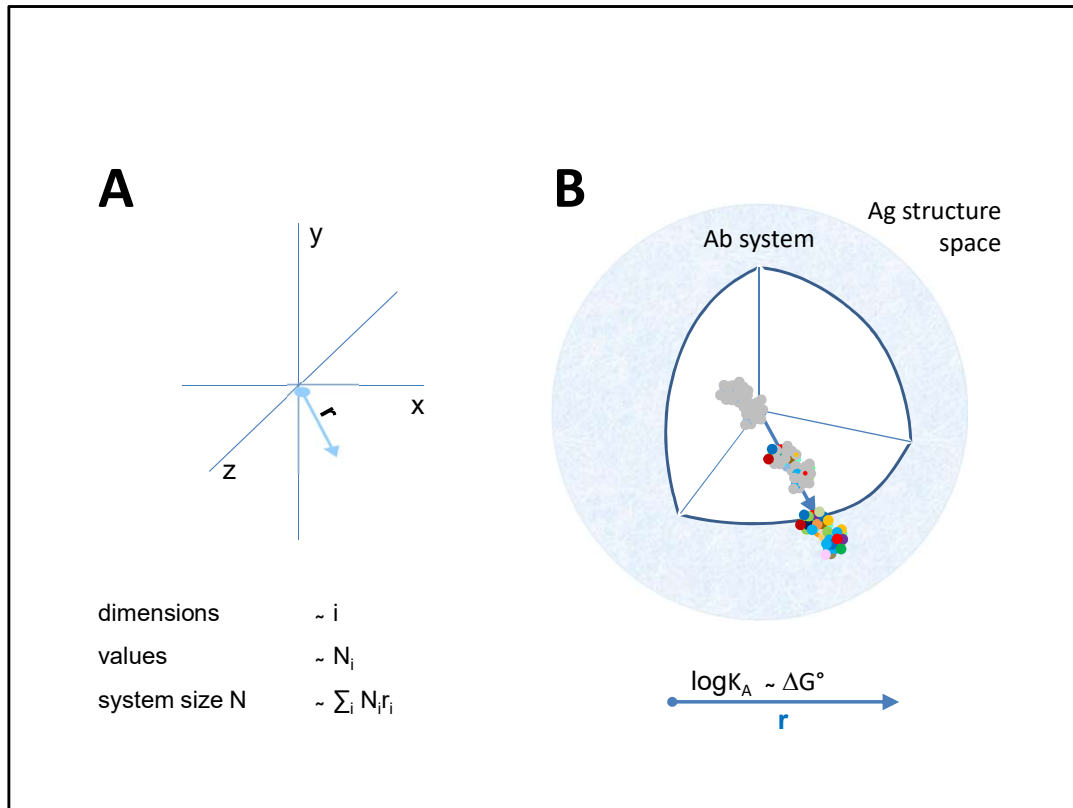 A
y
r
x
z
dimensions ~ i
values ~ Nᵢ
system size N ~ ∑ᵢ Nᵢrᵢ
B
Ag structure
space
Ab system
logK_A ~ ΔG°
r